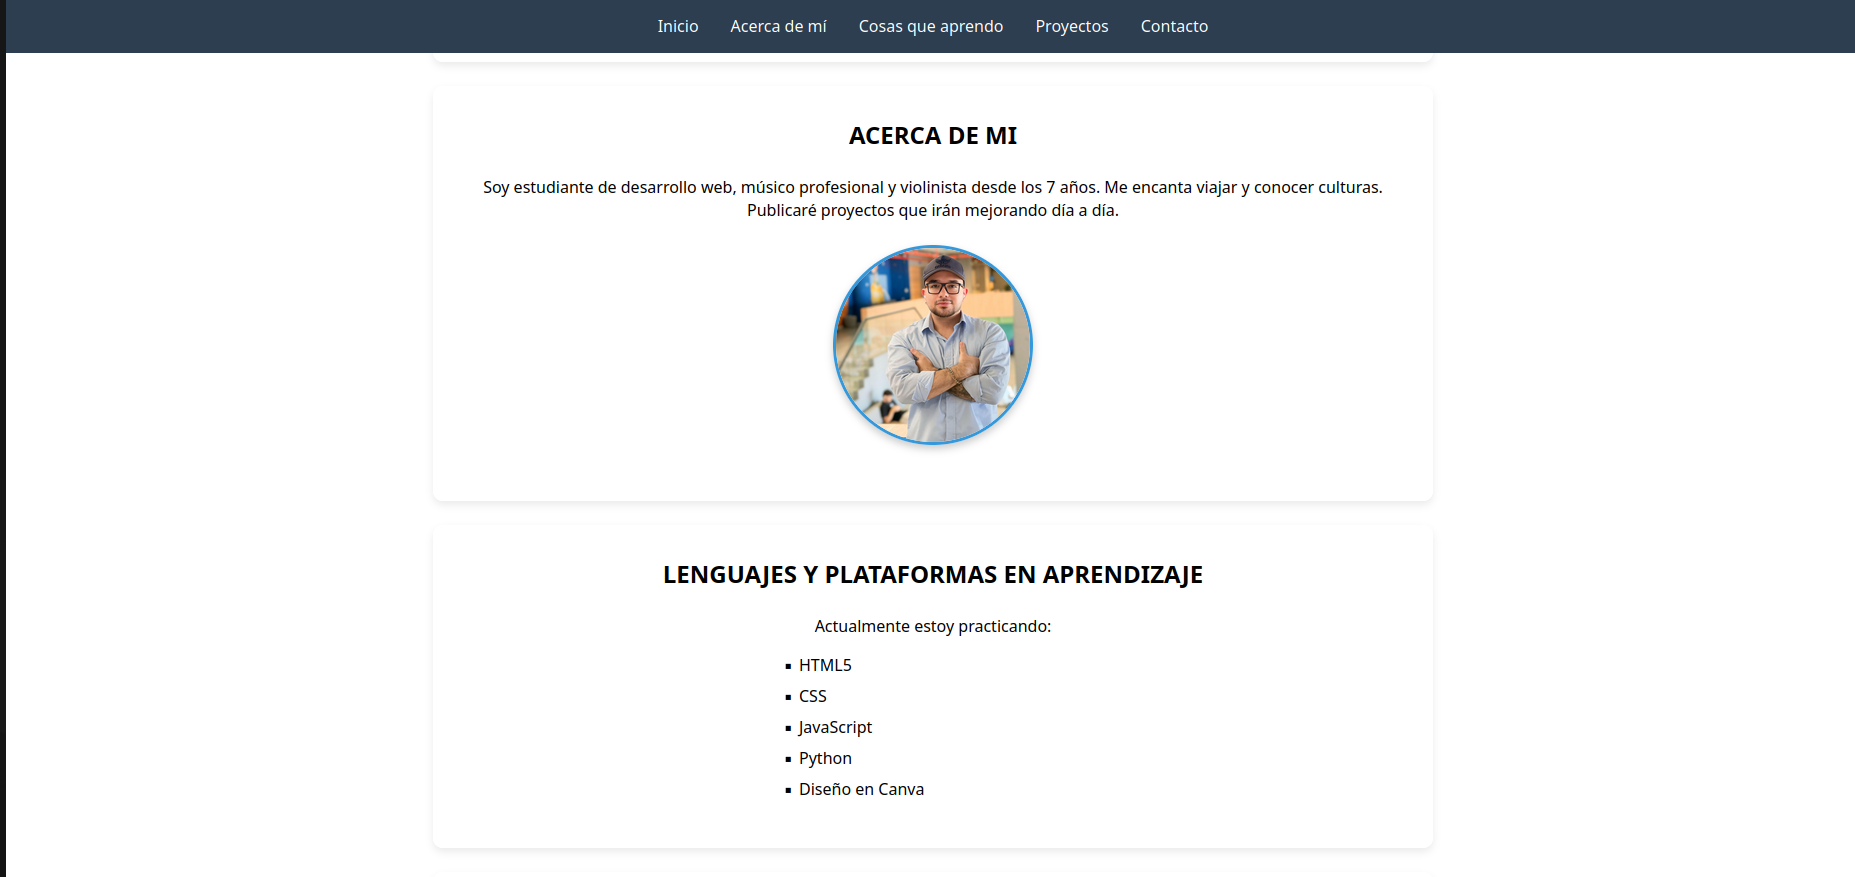 Inicio Acerca de mí Cosas que aprendo Proyectos Contacto
ACERCA DE MI
Soy estudiante de desarrollo web, músico profesional y violinista desde los 7 años. Me encanta viajar y conocer culturas.
Publicaré proyectos que irán mejorando día a día.
LENGUAJES Y PLATAFORMAS EN APRENDIZAJE
Actualmente estoy practicando:
▪ HTML5
▪ CSS
▪ JavaScript
▪ Python
▪ Diseño en Canva